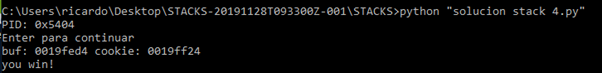 C:\Users\ricardo\Desktop\STACKS-20191128T093300Z-001\STACKS>python "solucion stack 4.py"
PID: 0x5404
Enter para continuar
buf: 0019fed4 cookie: 0019ff24
you win!